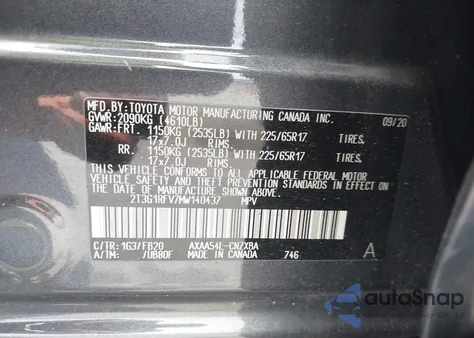 MFD. BY: TOYOTA MOTOR MANUFACTURING CANADA INC.
GVWR: 2090KG (4610LB) 09/20
GAWR: FRT. 1150KG (2535LB) WITH 225/65R17 TIRES.
17x7.0J RIMS.
RR. 1150KG (2535LB) WITH 225/65R17 TIRES.
17x7.0J RIMS.
THIS VEHICLE CONFORMS TO ALL APPLICABLE FEDERAL MOTOR
VEHICLE SAFETY AND BUMPER STANDARDS IN EFFECT ON THE
DATE OF MANUFACTURE SHOWN ABOVE.
2T3G1RFV7MW140437 MPV
C/TR: 1G3/FB20 AXAA54L-CNZXBA A
A/TM: /UB80F MADE IN CANADA 746
autoSnap